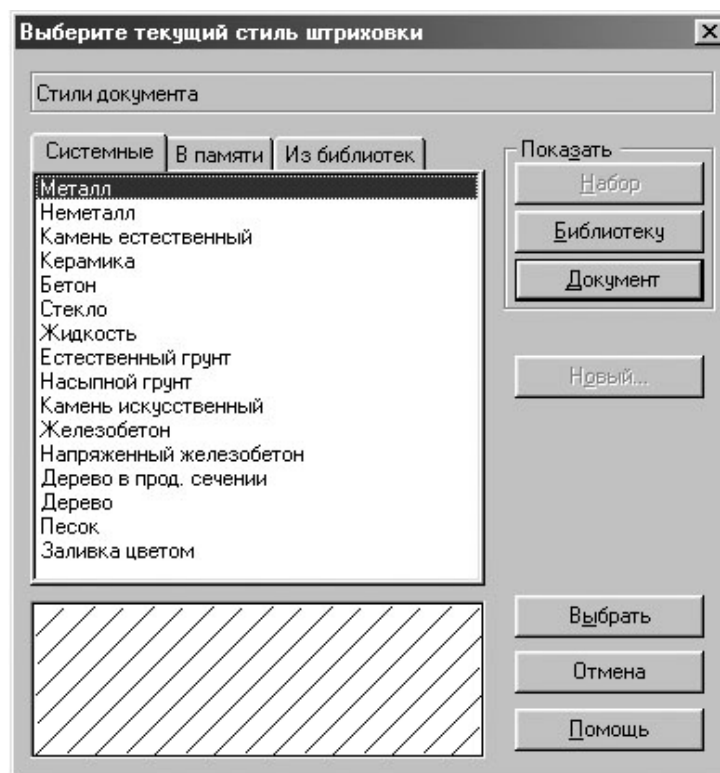 Выберите текущий стиль штриховки
Стили документа
Системные
В памяти
Из библиотек
Металл
Неметалл
Камень естественный
Керамика
Бетон
Стекло
Жидкость
Естественный грунт
Насыпной грунт
Камень искусственный
Железобетон
Напряженный железобетон
Дерево в прод. сечении
Дерево
Песок
Заливка цветом
Показать
Набор
Библиотеку
Документ
Новый...
Выбрать
Отмена
Помощь